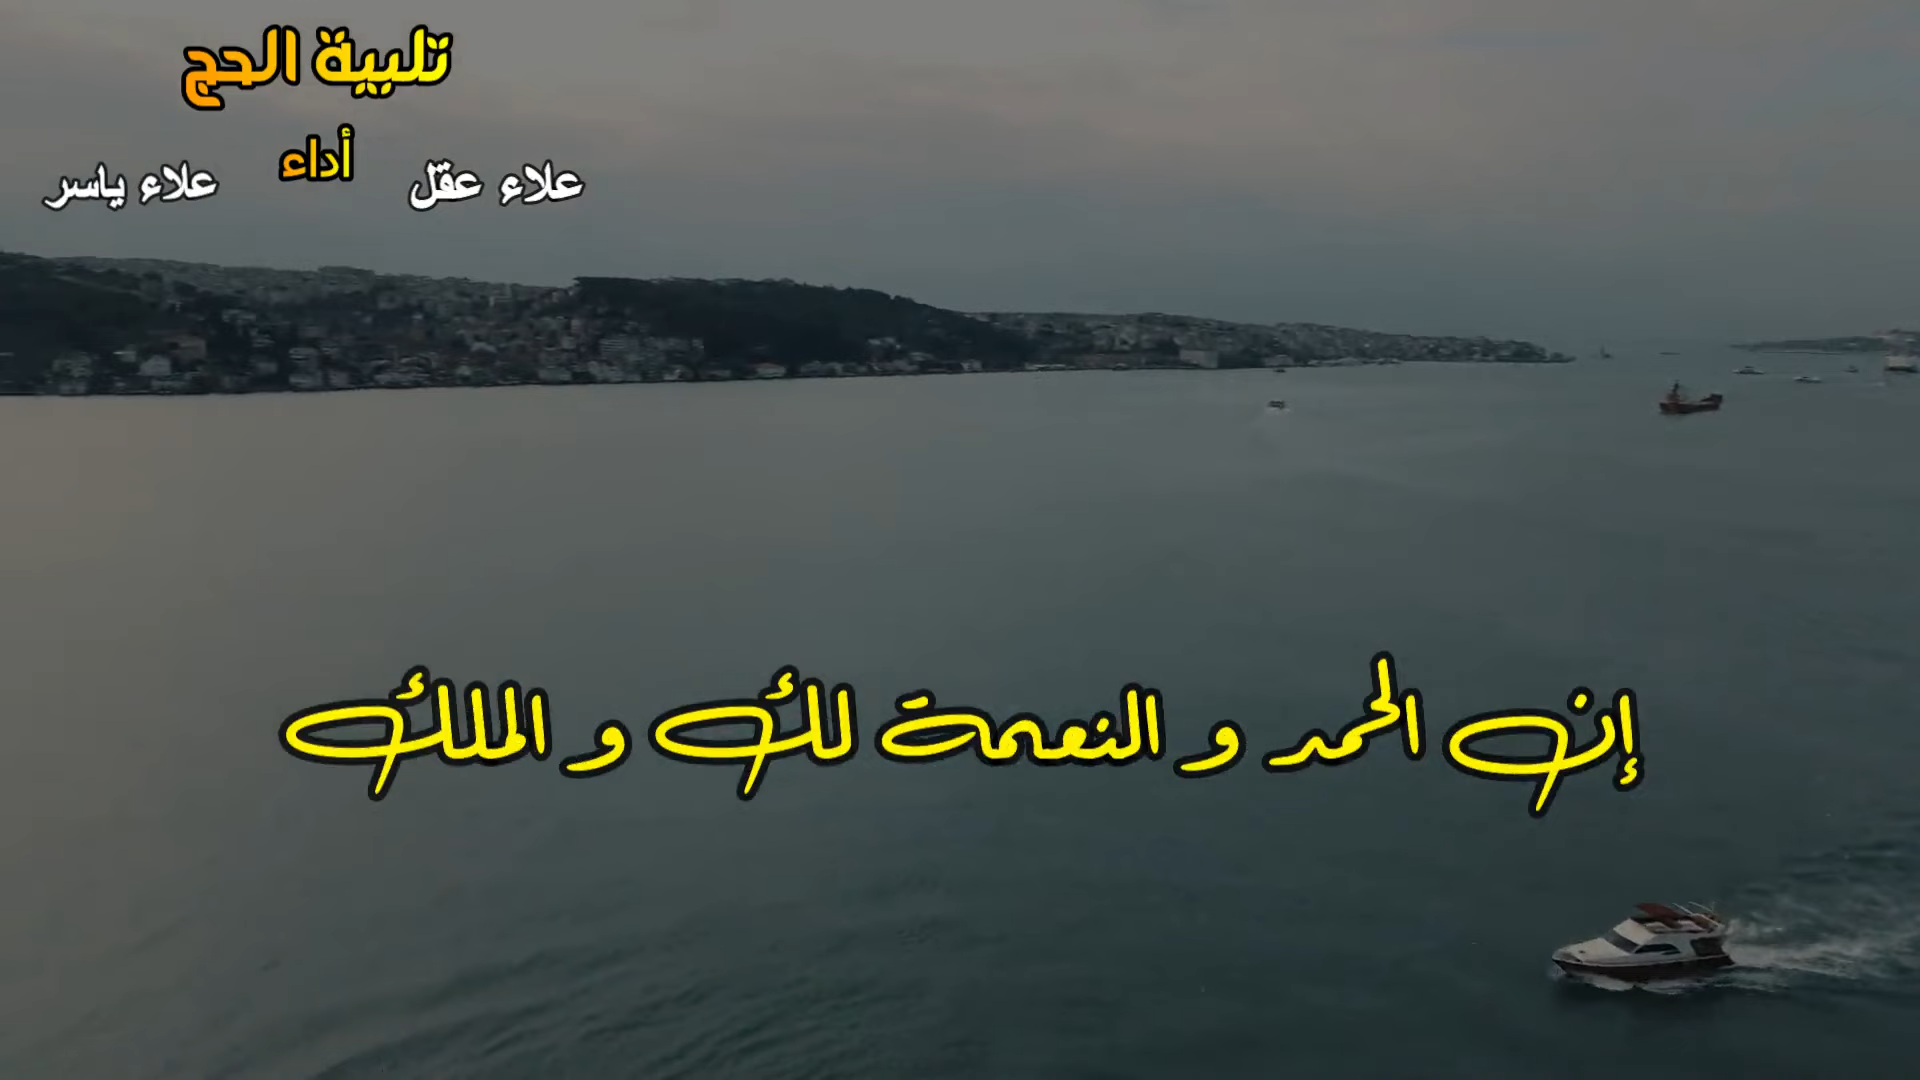 تلبية الحج
أداء
علاء عقل
علاء ياسر
إن الحمد و النعمة لك و الملك